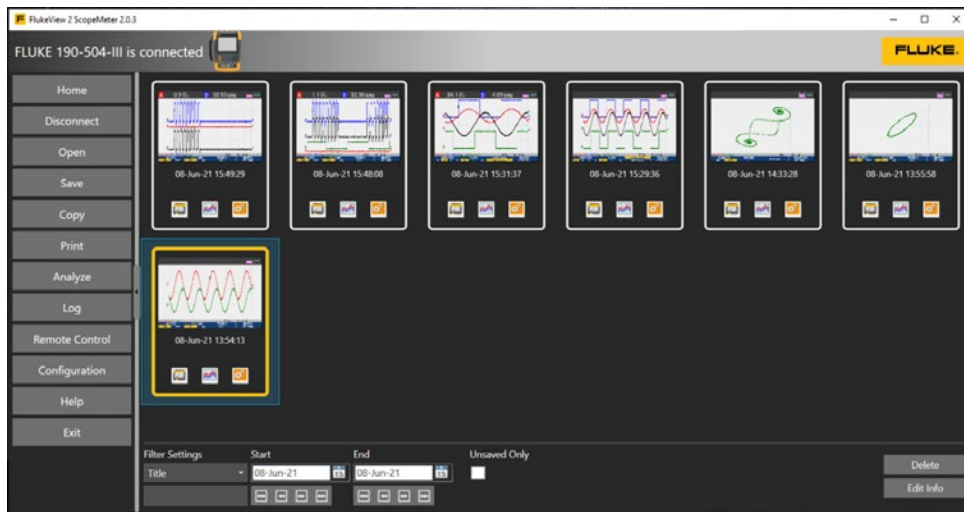 FlukeView 2 ScopeMeter 2.0.3
FLUKE 190-504-III is connected
FLUKE.
Home
Disconnect
Open
Save
Copy
Print
Analyze
Log
Remote Control
Configuration
Help
Exit
08-Jun-21 15:49:29
08-Jun-21 15:48:08
08-Jun-21 15:31:37
08-Jun-21 15:29:36
08-Jun-21 14:33:28
08-Jun-21 13:55:58
08-Jun-21 13:54:13
Filter Settings
Start
End
Unsaved Only
Title
08-Jun-21
08-Jun-21
Delete
Edit Info